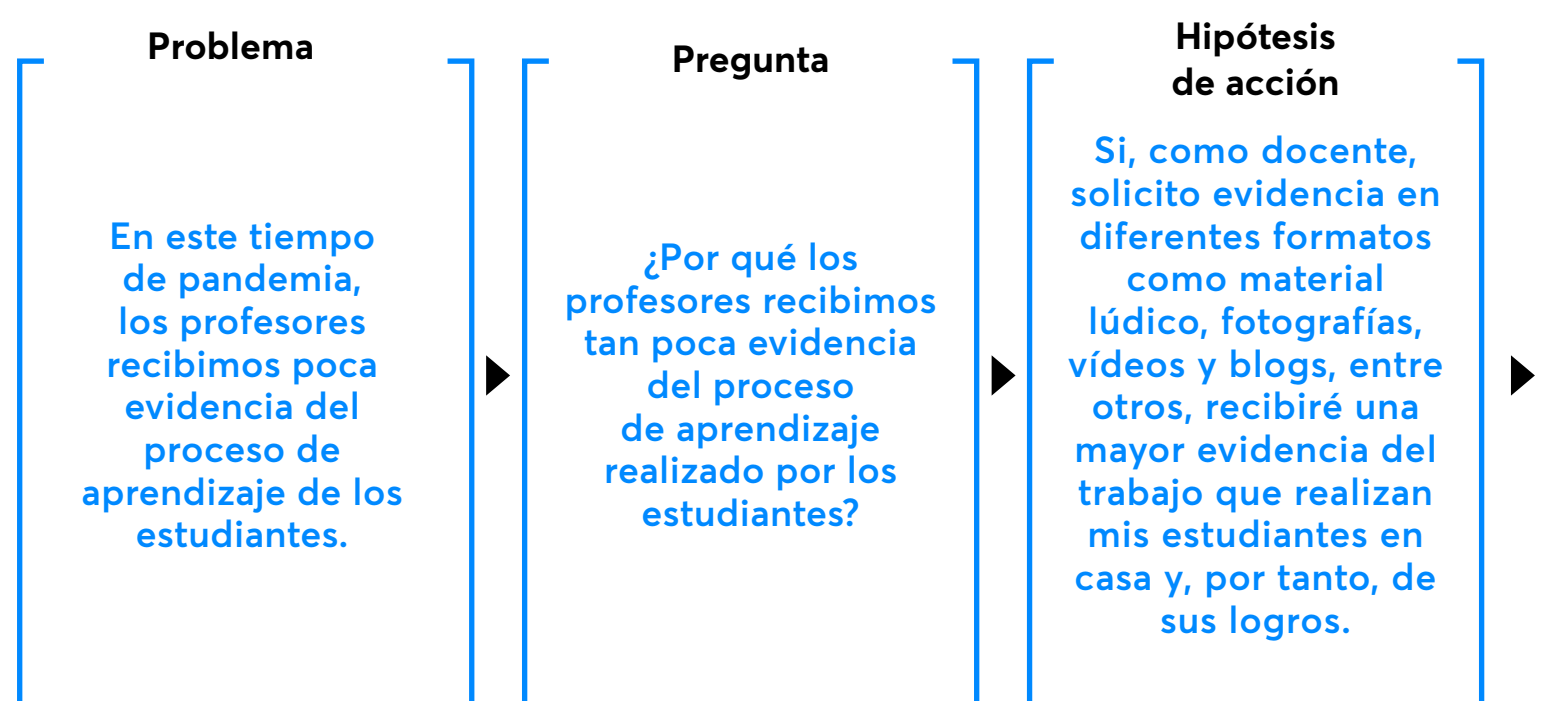 Problema
En este tiempo
de pandemia,
los profesores
recibimos poca
evidencia del
proceso de
aprendizaje de los
estudiantes.
Pregunta
¿Por qué los
profesores recibimos
tan poca evidencia
del proceso
de aprendizaje
realizado por los
estudiantes?
Hipótesis
de acción
Si, como docente,
solicito evidencia en
diferentes formatos
como material
lúdico, fotografías,
vídeos y blogs, entre
otros, recibiré una
mayor evidencia del
trabajo que realizan
mis estudiantes en
casa y, por tanto, de
sus logros.